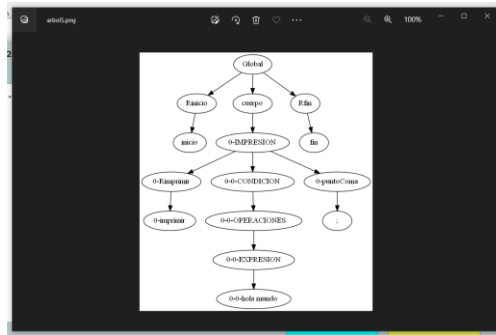 arbol5.png
100%
Global
Rinicio cuerpo Rfin
inicio 0-IMPRESION fin
0-Rimprimir 0-0-CONDICION 0-puntoComa
0-imprimir 0-0-OPERACIONES ;
0-0-EXPRESION
0-0-hola mundo